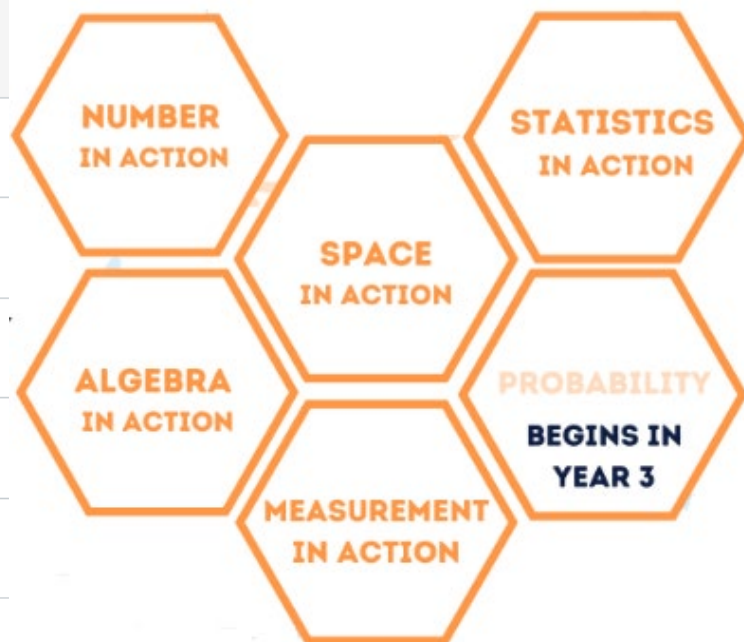 NUMBER
IN ACTION
STATISTICS
IN ACTION
SPACE
IN ACTION
ALGEBRA
IN ACTION
PROBABILITY
BEGINS IN
YEAR 3
MEASUREMENT
IN ACTION